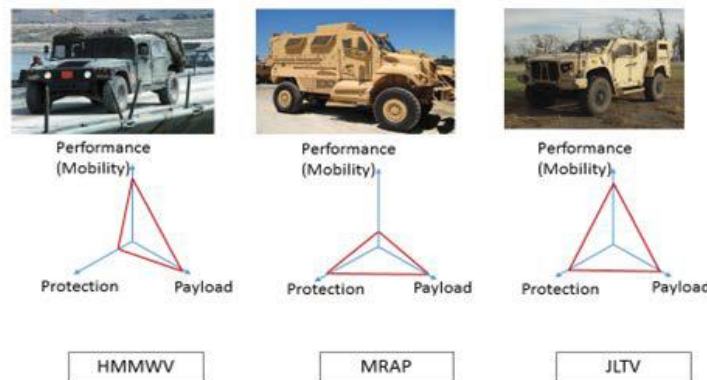 Performance
(Mobility)
Protection
Payload
HMMWV
Performance
(Mobility)
Protection
Payload
MRAP
Performance
(Mobility)
Protection
Payload
JLTV